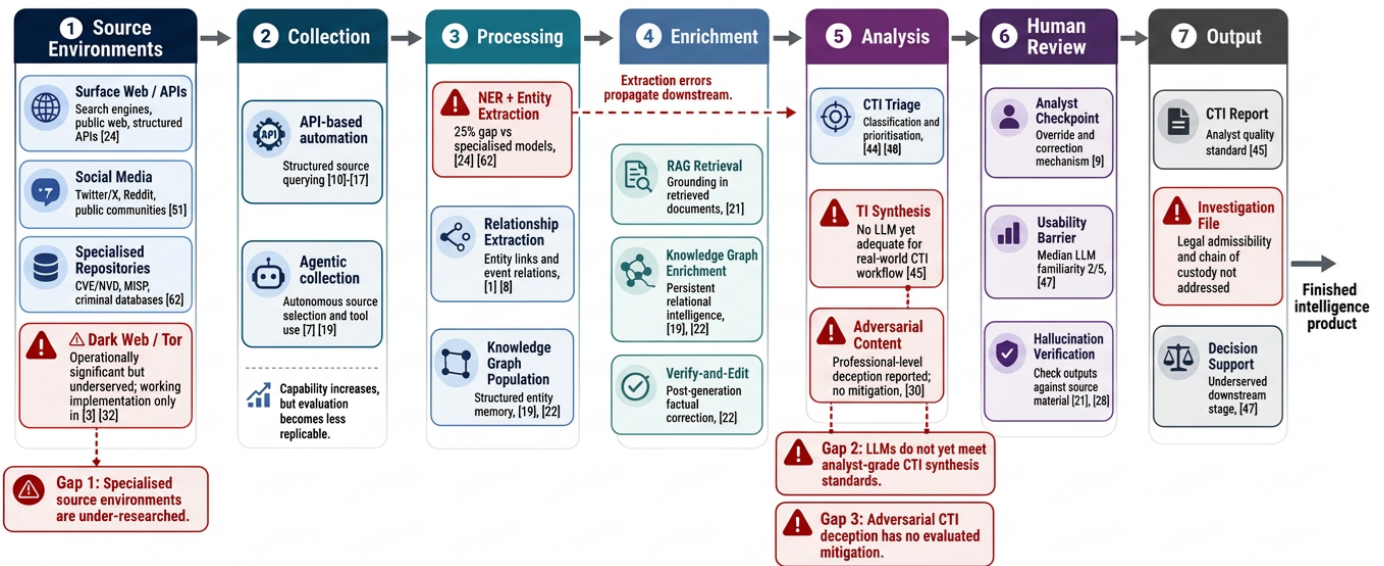 1 Source
Environments
Surface Web / APIs
Search engines,
public web, structured
APIs [24]
Social Media
Twitter/X, Reddit,
public communities [51]
Specialised
Repositories
CVE/NVD, MISP,
criminal databases [62]
Dark Web / Tor
Operationally
significant but
underserved; working
implementation only
in [3] [32]
Gap 1: Specialised
source environments
are under-researched.
2 Collection
API
API-based
automation
Structured source
querying [10]-[17]
Agentic
collection
Autonomous source
selection and tool
use [7] [19]
Capability increases,
but evaluation
becomes less
replicable.
3 Processing
NER + Entity
Extraction
25% gap vs
specialised models,
[24] [62]
Relationship
Extraction
Entity links and
event relations,
[1] [8]
Knowledge
Graph
Population
Structured entity
memory, [19], [22]
4 Enrichment
Extraction errors
propagate downstream.
RAG Retrieval
Grounding in
retrieved
documents, [21]
Knowledge Graph
Enrichment
Persistent
relational
intelligence,
[19], [22]
Verify-and-Edit
Post-generation
factual
correction, [22]
5 Analysis
CTI Triage
Classification and
prioritisation,
[44] [48]
TI Synthesis
No LLM yet
adequate for
real-world CTI
workflow [45]
Adversarial
Content
Professional-level
deception reported;
no mitigation, [30]
Gap 2: LLMs do not yet meet
analyst-grade CTI synthesis
standards.
Gap 3: Adversarial CTI
deception has no evaluated
mitigation.
6 Human
Review
Analyst
Checkpoint
Override and
correction
mechanism [9]
Usability
Barrier
Median LLM
familiarity 2/5,
[47]
Hallucination
Verification
Check outputs
against source
material [21], [28]
7 Output
CTI Report
Analyst quality
standard [45]
Investigation
File
Legal admissibility
and chain of
custody not
addressed
Decision
Support
Underserved
downstream
stage, [47]
Finished
intelligence
product